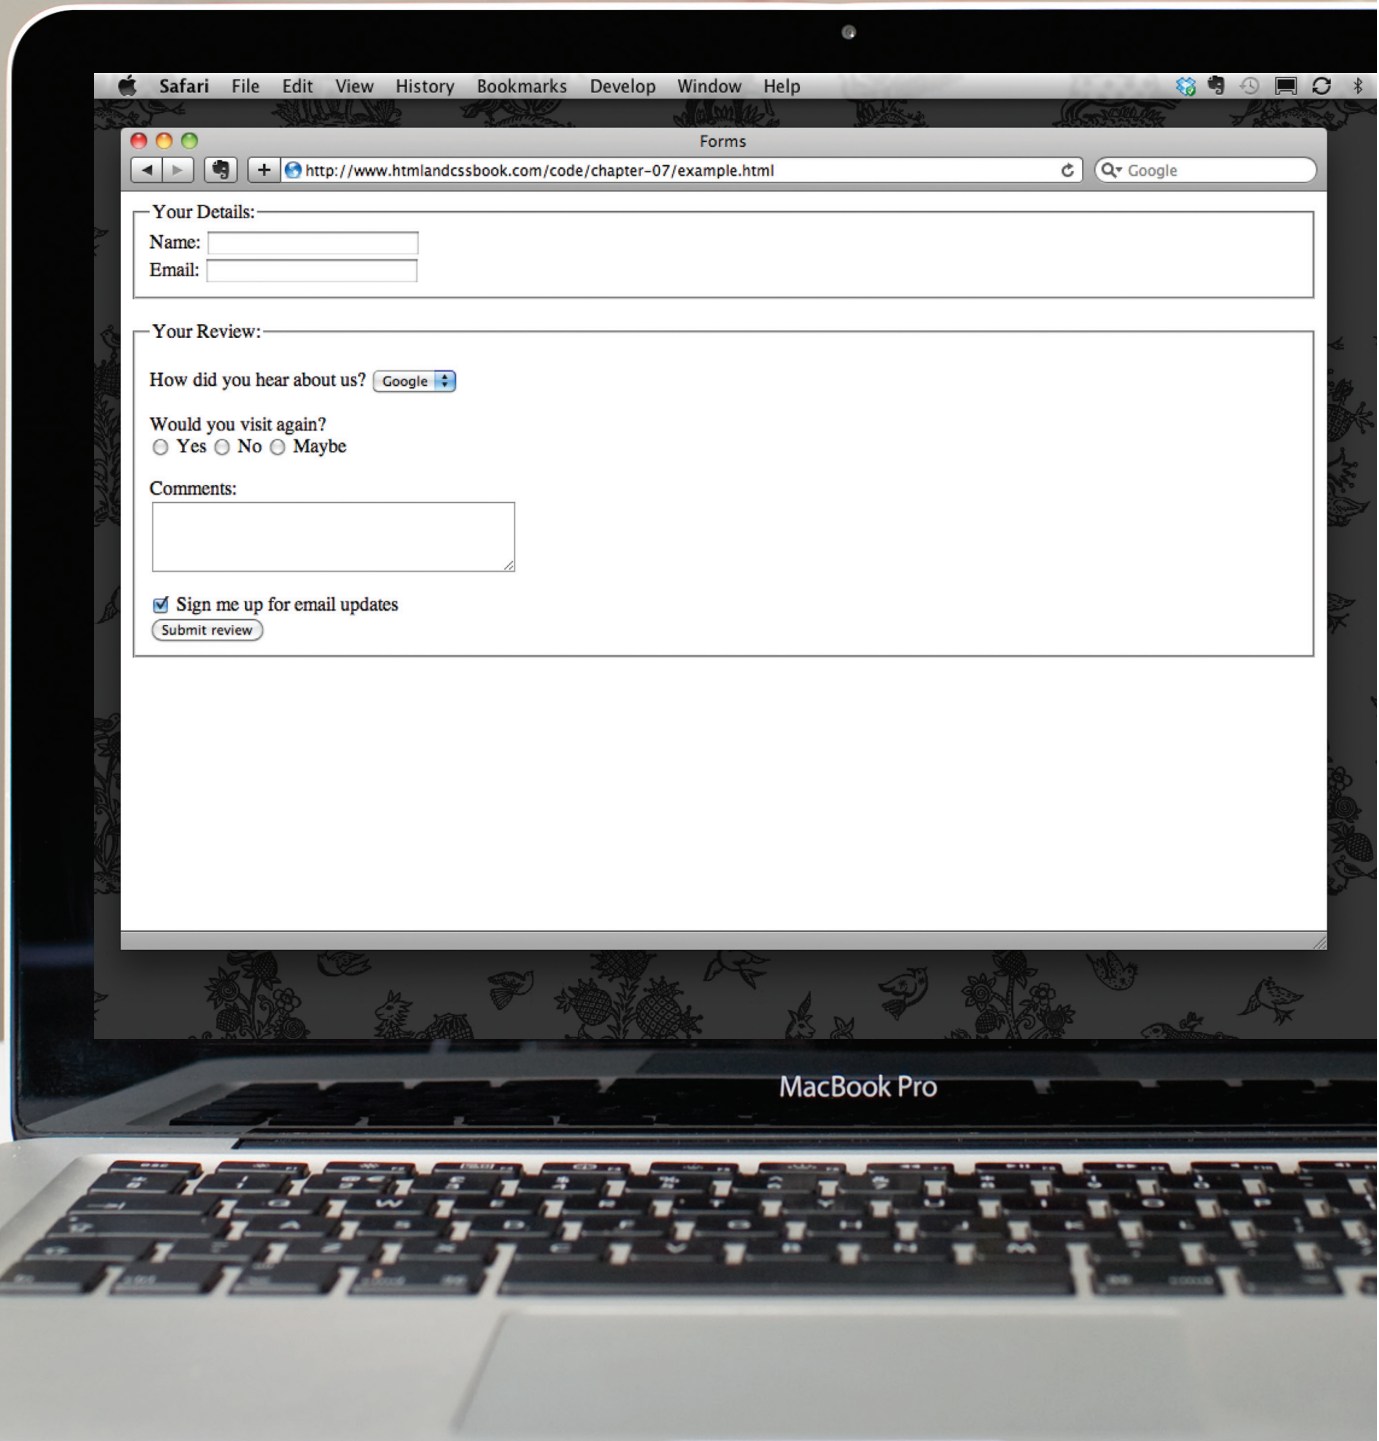 Safari File Edit View History Bookmarks Develop Window Help
Forms
http://www.htmlandcssbook.com/code/chapter-07/example.html
Google
Your Details:
Name:
Email:
Your Review:
How did you hear about us? Google
Would you visit again?
Yes No Maybe
Comments:
Sign me up for email updates
Submit review
MacBook Pro